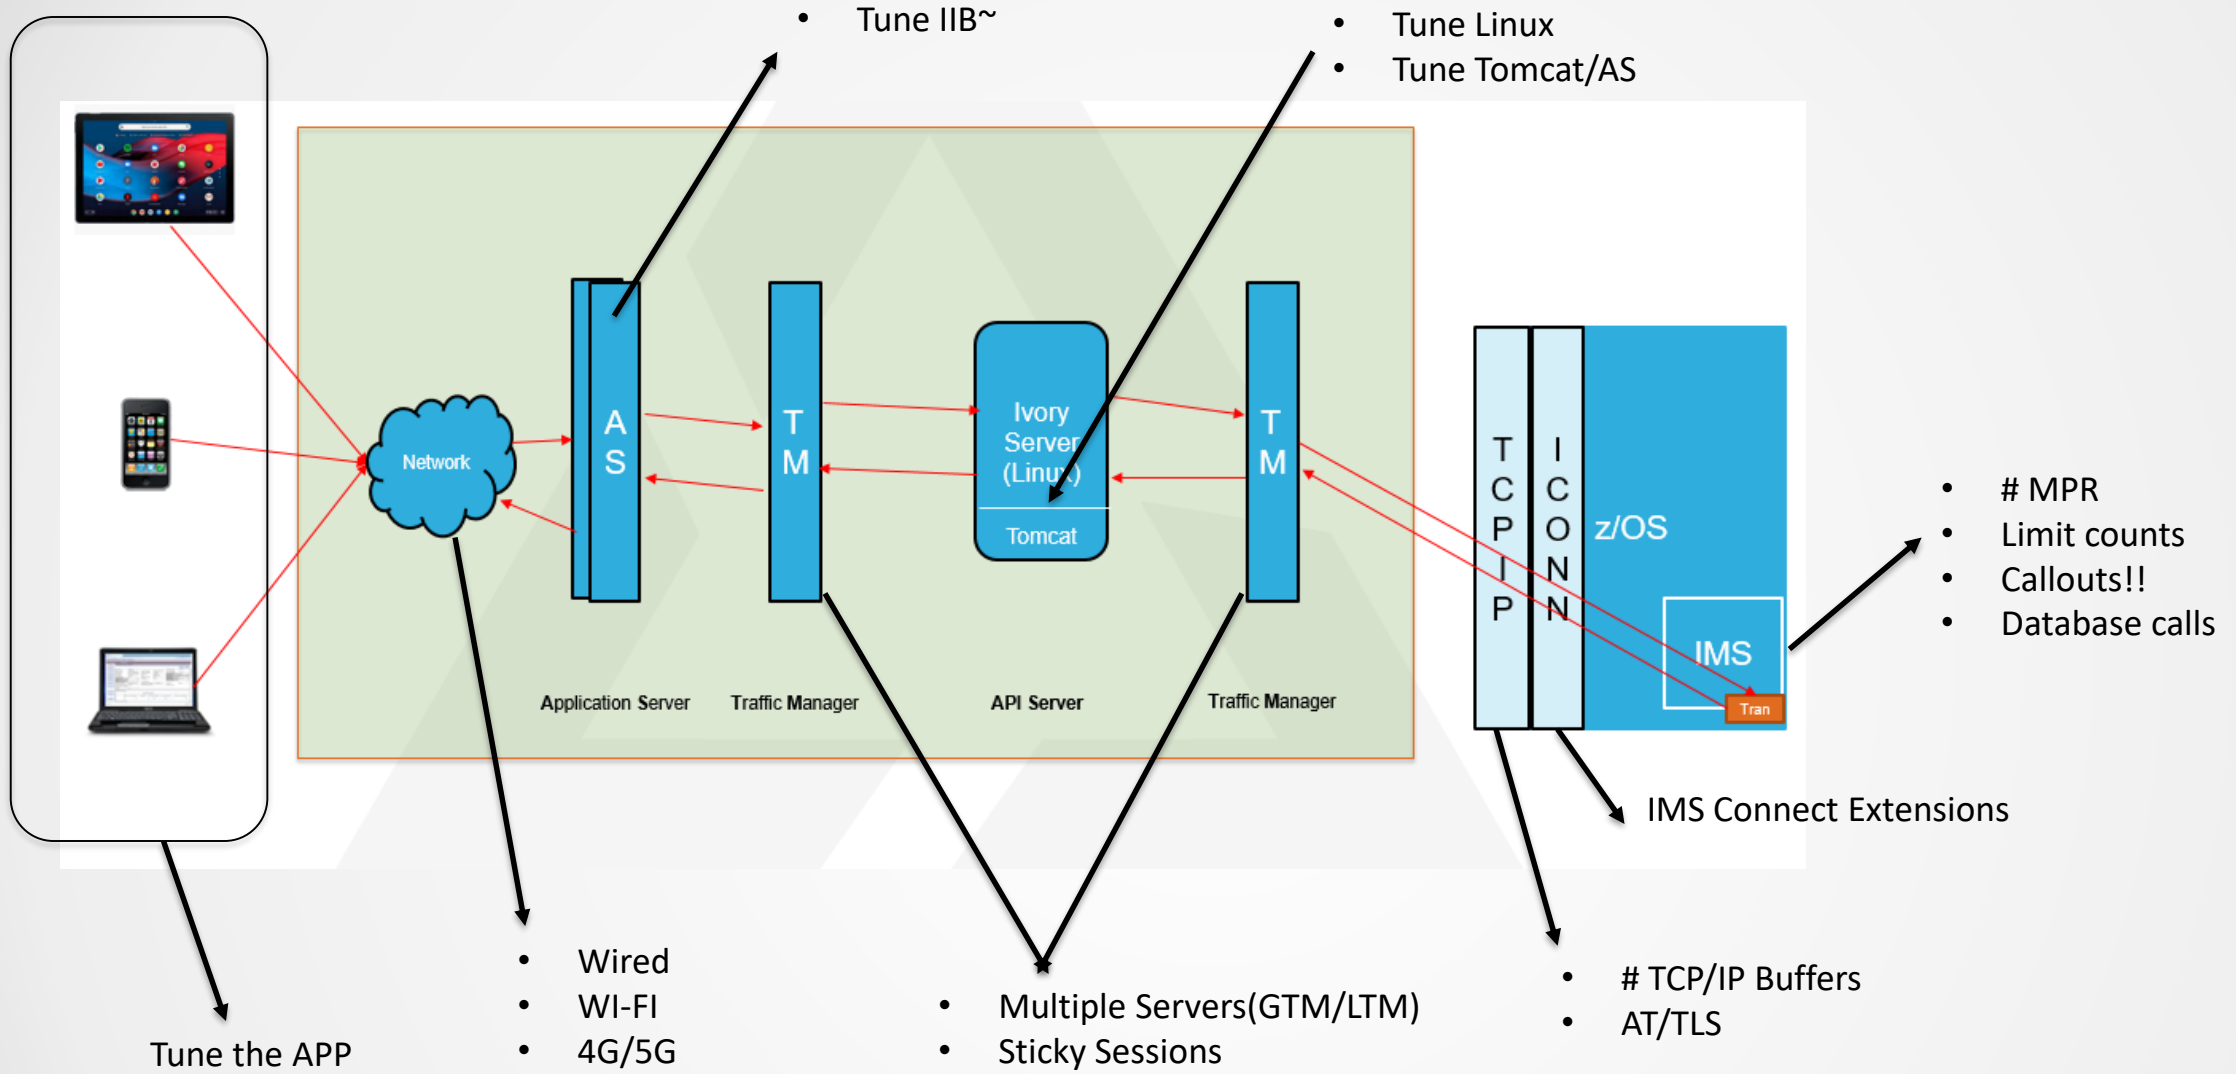 • Tune IIB~
• Tune Linux
• Tune Tomcat/AS
Network
A
S
T
M
Ivory
Server
(Linux)
Tomcat
T
M
T
C
P
I
P
I
C
O
N
N
z/OS
IMS
Tran
Application Server
Traffic Manager
API Server
Traffic Manager
• # MPR
• Limit counts
• Callouts!!
• Database calls
IMS Connect Extensions
Tune the APP
• Wired
• WI-FI
• 4G/5G
• Multiple Servers(GTM/LTM)
• Sticky Sessions
• # TCP/IP Buffers
• AT/TLS